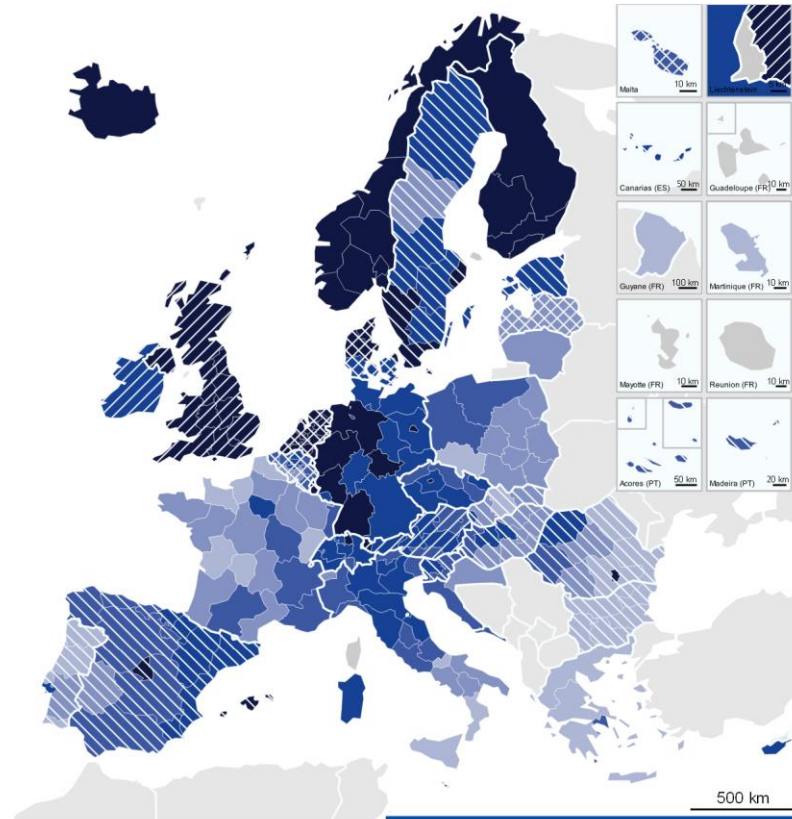 Malta
10 km
Liechtenstein
Canarias (ES)
50 km
Guadeloupe (FR)
10 km
Guyane (FR)
100 km
Martinique (FR)
10 km
Mayotte (FR)
10 km
Reunion (FR)
10 km
Acores (PT)
50 km
Madeira (PT)
20 km
500 km